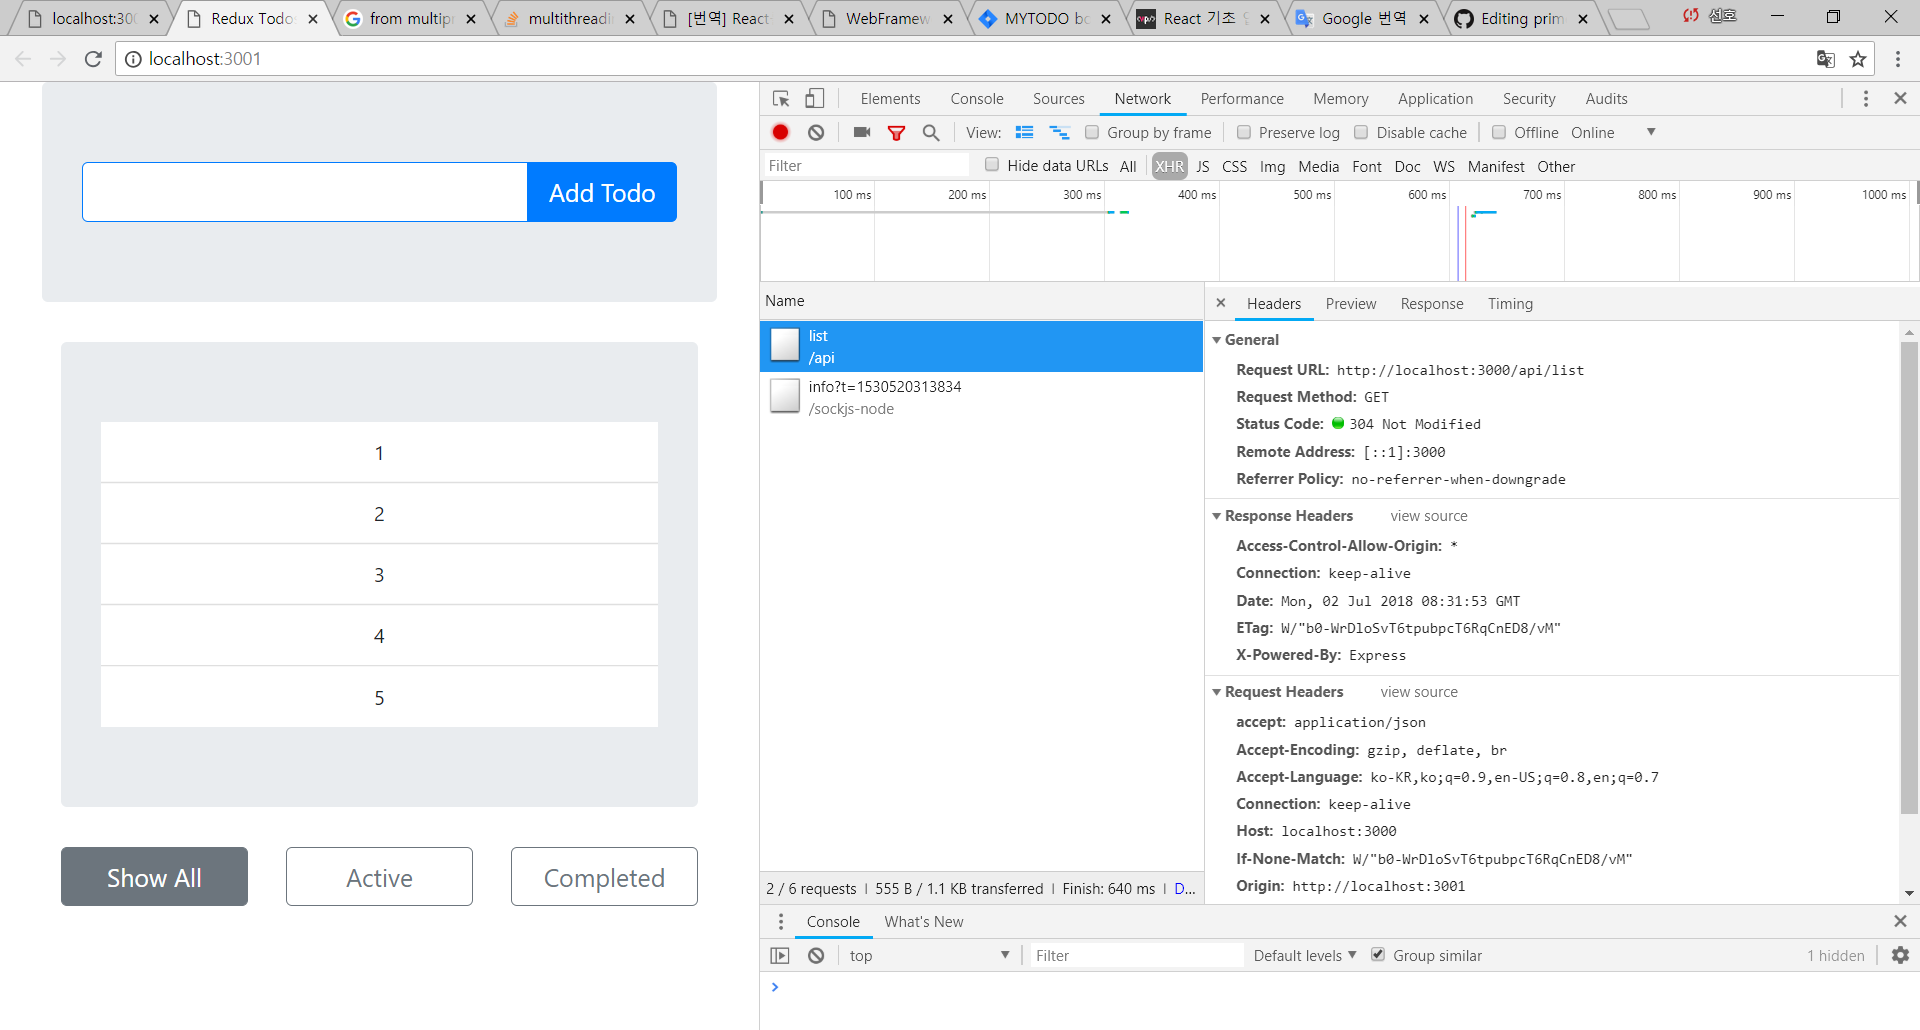 localhost:300
Redux Todo
from multipr
multithreadi
[번역] React
WebFramew
MYTODO bo
React 기초
Google 번역
Editing prim
선호
localhost:3001
Add Todo
1
2
3
4
5
Show All
Active
Completed
Elements Console Sources Network Performance Memory Application Security Audits
View: Group by frame Preserve log Disable cache Offline Online
Filter Hide data URLs All XHR JS CSS Img Media Font Doc WS Manifest Other
100 ms 200 ms 300 ms 400 ms 500 ms 600 ms 700 ms 800 ms 900 ms 1000 ms
Name
list
/api
info?t=1530520313834
/sockjs-node
2 / 6 requests | 555 B / 1.1 KB transferred | Finish: 640 ms | D...
Headers Preview Response Timing
General
Request URL: http://localhost:3000/api/list
Request Method: GET
Status Code: 304 Not Modified
Remote Address: [::1]:3000
Referrer Policy: no-referrer-when-downgrade
Response Headers view source
Access-Control-Allow-Origin: *
Connection: keep-alive
Date: Mon, 02 Jul 2018 08:31:53 GMT
ETag: W/"b0-WrDloSvT6tpubpcT6RqCnED8/vM"
X-Powered-By: Express
Request Headers view source
accept: application/json
Accept-Encoding: gzip, deflate, br
Accept-Language: ko-KR,ko;q=0.9,en-US;q=0.8,en;q=0.7
Connection: keep-alive
Host: localhost:3000
If-None-Match: W/"b0-WrDloSvT6tpubpcT6RqCnED8/vM"
Origin: http://localhost:3001
Console What's New
top Filter Default levels Group similar 1 hidden